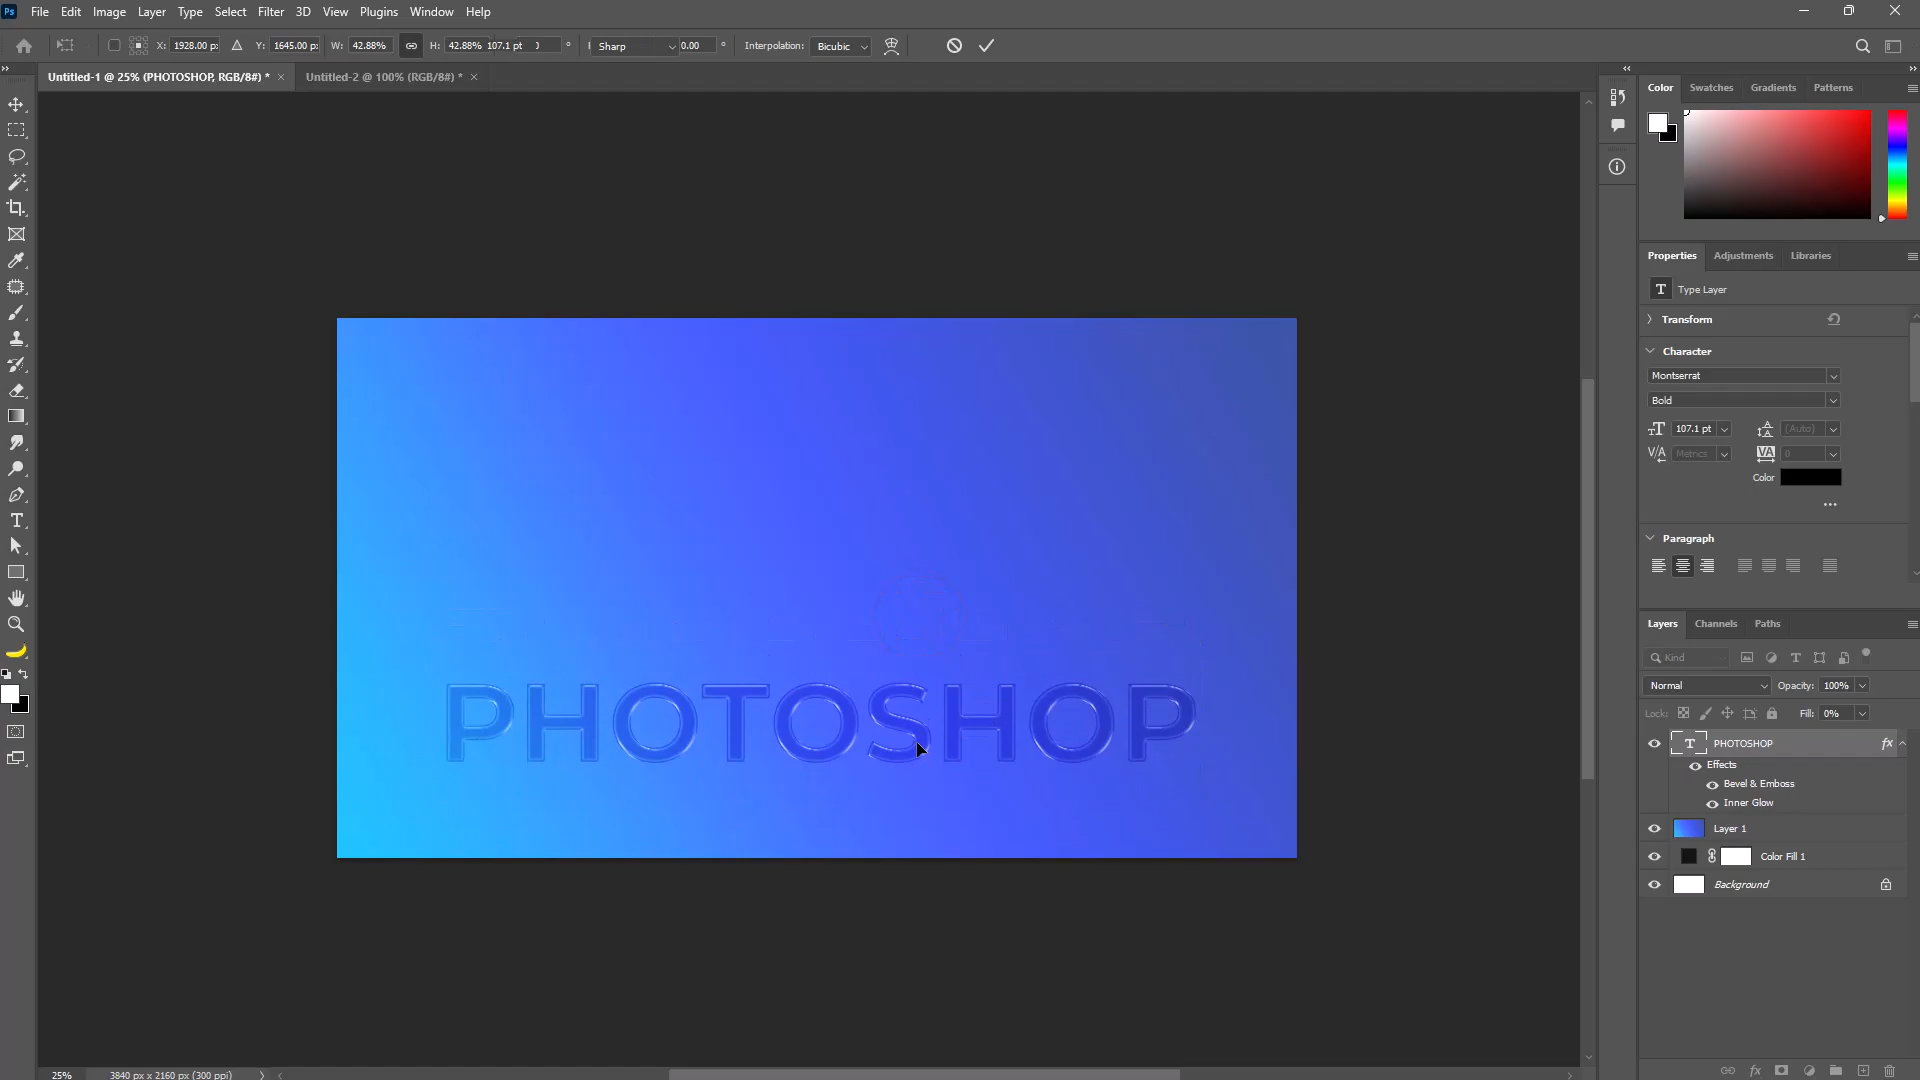 Ps File Edit Image Layer Type Select Filter 3D View Plugins Window Help
X: 1928.00 px Y: 1645.00 px W: 42.88% H: 42.88% 107.1 pt Sharp 0.00 ° Interpolation: Bicubic
Untitled-1 @ 25% (PHOTOSHOP, RGB/8#) * × Untitled-2 @ 100% (RGB/8#) * ×
Color Swatches Gradients Patterns
Properties Adjustments Libraries
T Type Layer
Transform
Character
Montserrat
Bold
107.1 pt (Auto)
Metrics 0
Color
Paragraph
PHOTOSHOP
Layers Channels Paths
Kind
Normal Opacity: 100%
Lock: Fill: 0%
T PHOTOSHOP fx
Effects
Bevel & Emboss
Inner Glow
Layer 1
Color Fill 1
Background
25% 3840 px x 2160 px (300 ppi)
fx